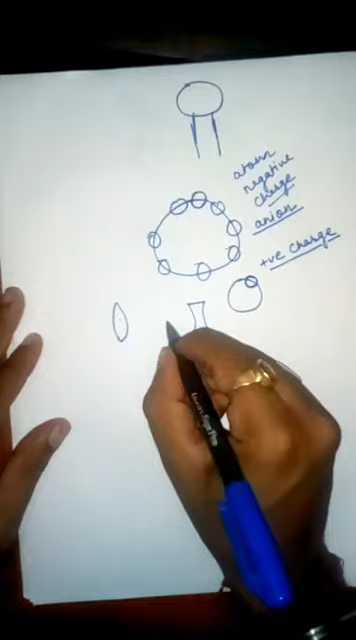 atom
negative
charge
anion
+ve charge